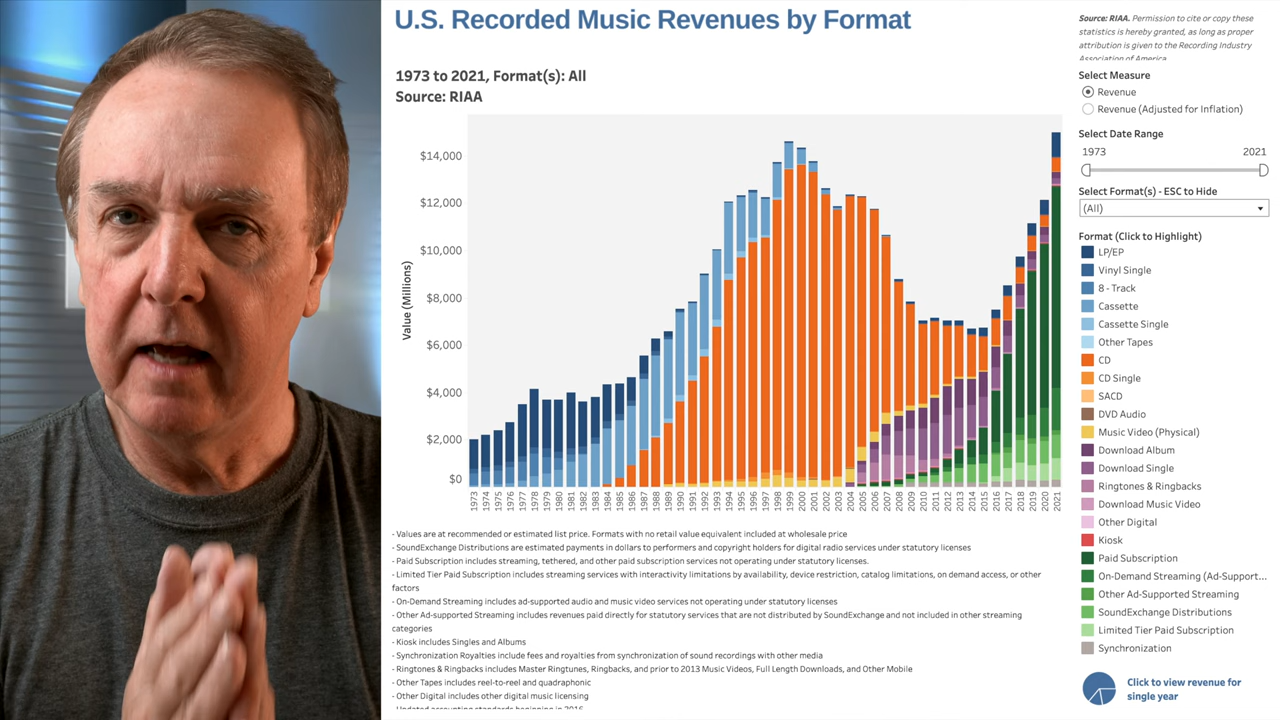 U.S. Recorded Music Revenues by Format
1973 to 2021, Format(s): All
Source: RIAA
Value (Millions)
$14,000
$12,000
$10,000
$8,000
$6,000
$4,000
$2,000
$0
1973 1974 1975 1976 1977 1978 1979 1980 1981 1982 1983 1984 1985 1986 1987 1988 1989 1990 1991 1992 1993 1994 1995 1996 1997 1998 1999 2000 2001 2002 2003 2004 2005 2006 2007 2008 2009 2010 2011 2012 2013 2014 2015 2016 2017 2018 2019 2020 2021
- Values are at recommended or estimated list price. Formats with no retail value equivalent included at wholesale price
- SoundExchange Distributions are estimated payments in dollars to performers and copyright holders for digital radio services under statutory licenses
- Paid Subscription includes streaming, tethered, and other paid subscription services not operating under statutory licenses.
- Limited Tier Paid Subscription includes streaming services with interactivity limitations by availability, device restriction, catalog limitations, on demand access, or other
factors
- On-Demand Streaming includes ad-supported audio and music video services not operating under statutory licenses
- Other Ad-supported Streaming includes revenues paid directly for statutory services that are not distributed by SoundExchange and not included in other streaming
categories
- Kiosk includes Singles and Albums
- Synchronization Royalties include fees and royalties from synchronization of sound recordings with other media
- Ringtones & Ringbacks includes Master Ringtunes, Ringbacks, and prior to 2013 Music Videos, Full Length Downloads, and Other Mobile
- Other Tapes includes reel-to-reel and quadraphonic
- Other Digital includes other digital music licensing
- Updated accounting standards beginning in 2016
Source: RIAA. Permission to cite or copy these
statistics is hereby granted, as long as proper
attribution is given to the Recording Industry
Association of America
Select Measure
Revenue
Revenue (Adjusted for Inflation)
Select Date Range
1973 2021
Select Format(s) - ESC to Hide
(All)
Format (Click to Highlight)
LP/EP
Vinyl Single
8 - Track
Cassette
Cassette Single
Other Tapes
CD
CD Single
SACD
DVD Audio
Music Video (Physical)
Download Album
Download Single
Ringtones & Ringbacks
Download Music Video
Other Digital
Kiosk
Paid Subscription
On-Demand Streaming (Ad-Support...
Other Ad-Supported Streaming
SoundExchange Distributions
Limited Tier Paid Subscription
Synchronization
Click to view revenue for
single year